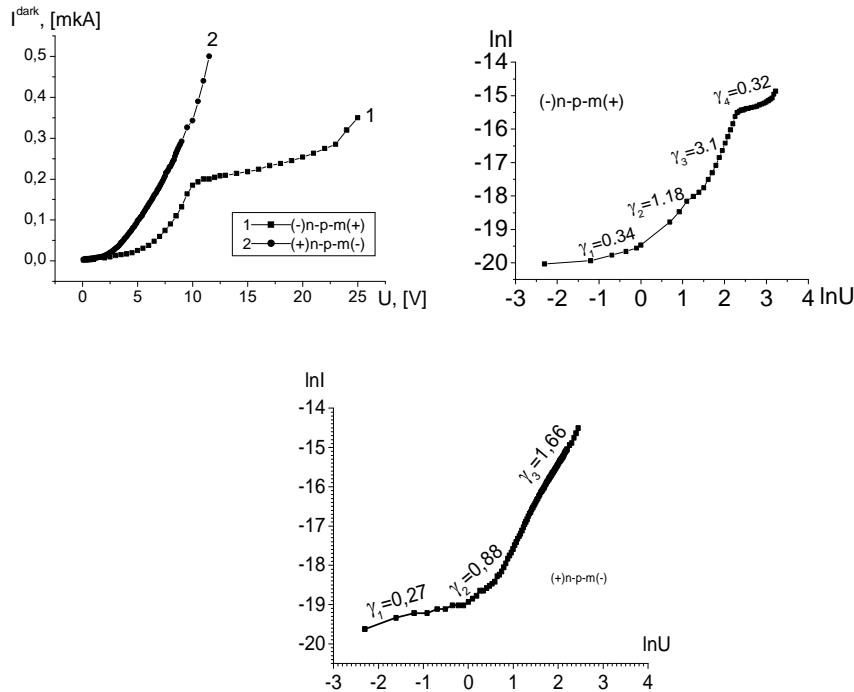 I^dark, [mkA]
2
0,5
0,4
0,3
0,2
0,1
0,0
1
1 (-)n-p-m(+)
2 (+)n-p-m(-)
0 5 10 15 20 25
U, [V]
lnI
-14
-15
-16
-17
-18
-19
-20
(-)n-p-m(+)
γ4=0.32
γ3=3.1
γ2=1.18
γ1=0.34
-3 -2 -1 0 1 2 3 4
lnU
lnI
-14
-15
-16
-17
-18
-19
-20
γ3=1,66
γ2=0,88
γ1=0,27
(+)n-p-m(-)
lnU
-3 -2 -1 0 1 2 3 4